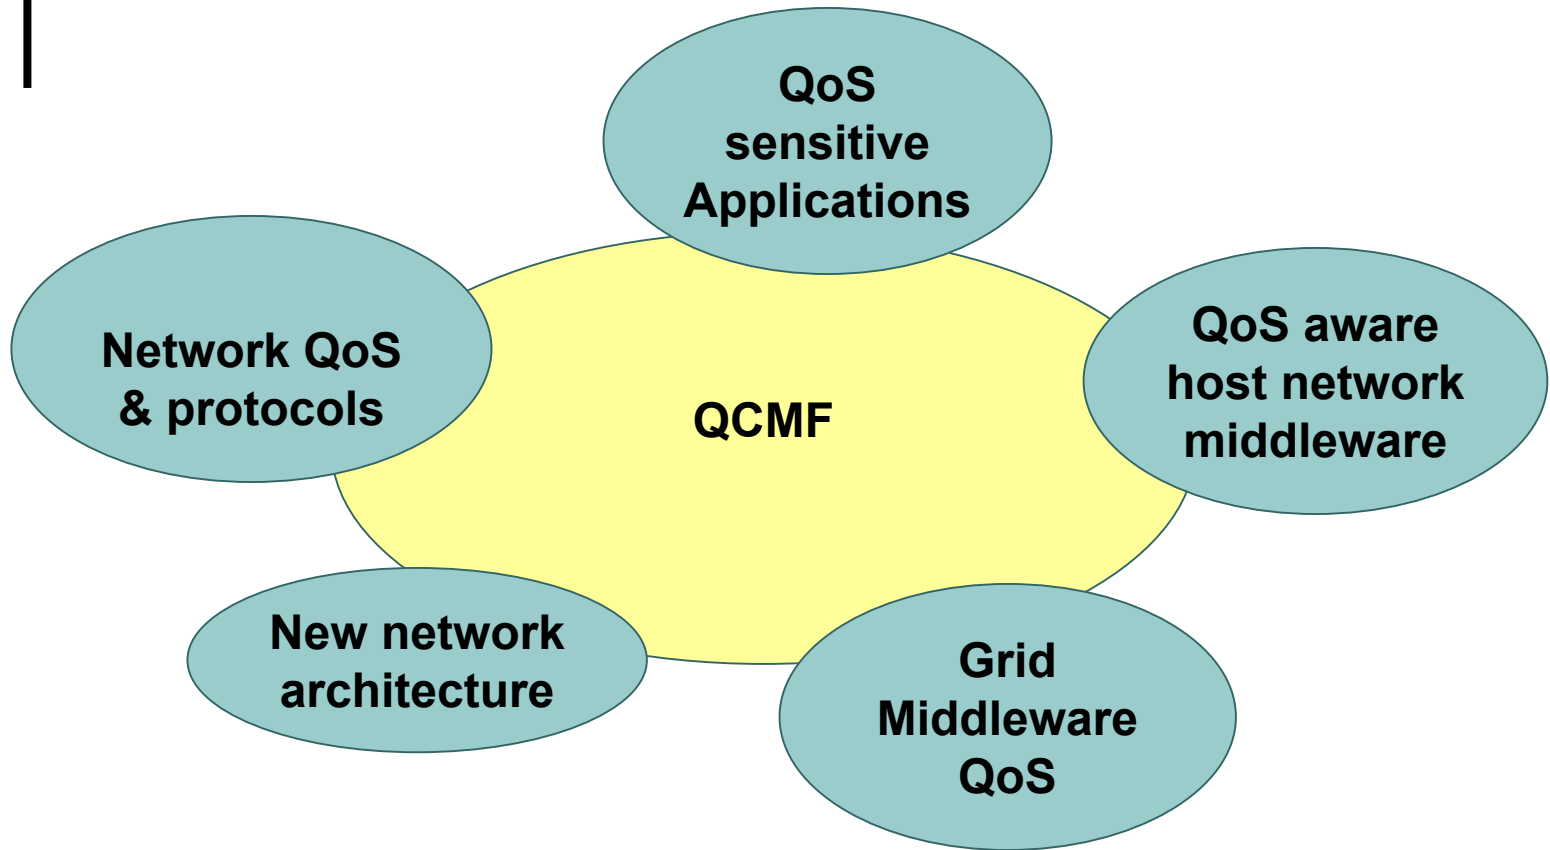 QoS
sensitive
Applications
Network QoS
& protocols
QoS aware
host network
middleware
QCMF
New network
architecture
Grid
Middleware
QoS